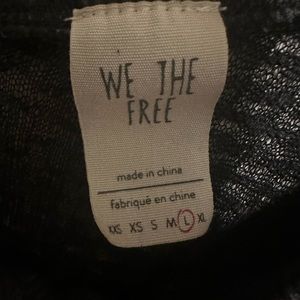 WE THE
FREE
made in china
fabriqué en chine
XXS XS S M L XL